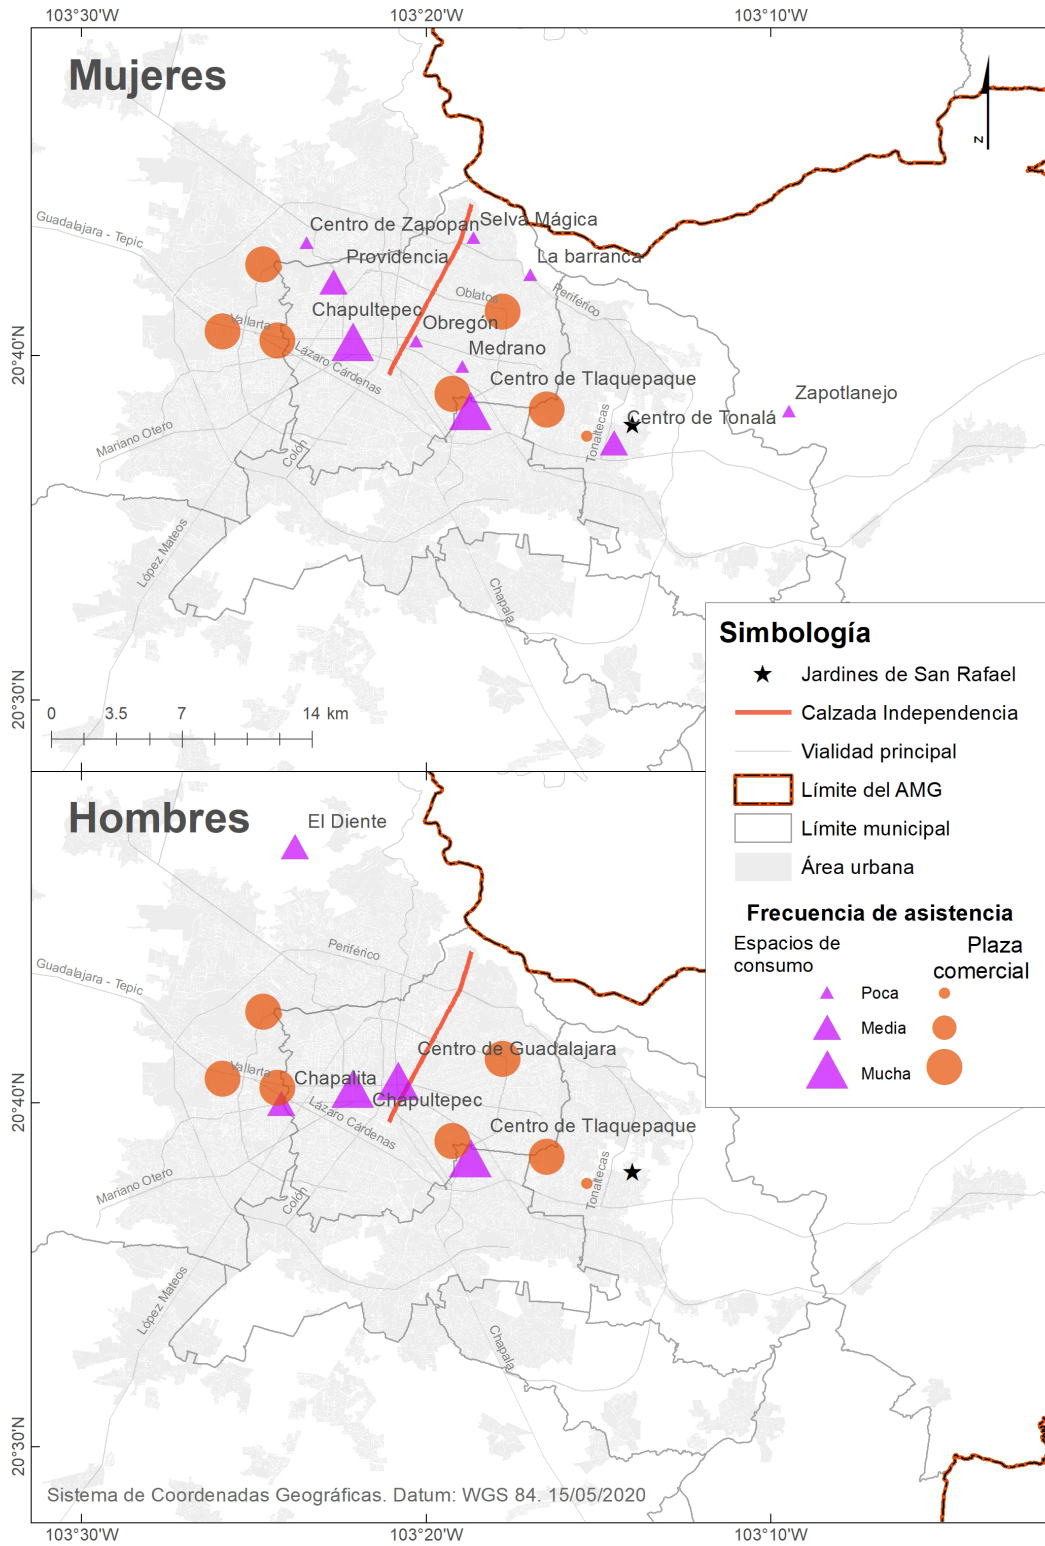 103°30'W 103°20'W 103°10'W
Mujeres
z
Guadalajara - Tepic
Centro de Zapopan
Selva Mágica
Providencia
La barranca
Periférico
Oblatos
Chapultepec
Vallarta
Obregón
20°40'N
Lázaro Cárdenas
Medrano
Centro de Tlaquepaque
Zapotlanejo
Centro de Tonalá
Tonaltecas
Mariano Otero
Colón
López Mateos
Chapala
20°30'N
0 3.5 7 14 km
Simbología
Jardines de San Rafael
Calzada Independencia
Vialidad principal
Límite del AMG
Límite municipal
Área urbana
Frecuencia de asistencia
Espacios de
consumo
Plaza
comercial
Poca
Media
Mucha
Hombres
El Diente
Periférico
Guadalajara - Tepic
Centro de Guadalajara
Vallarta
Chapalita
Chapultepec
20°40'N
Lázaro Cárdenas
Centro de Tlaquepaque
Tonaltecas
Mariano Otero
Colón
López Mateos
Chapala
20°30'N
Sistema de Coordenadas Geográficas. Datum: WGS 84. 15/05/2020
103°30'W 103°20'W 103°10'W